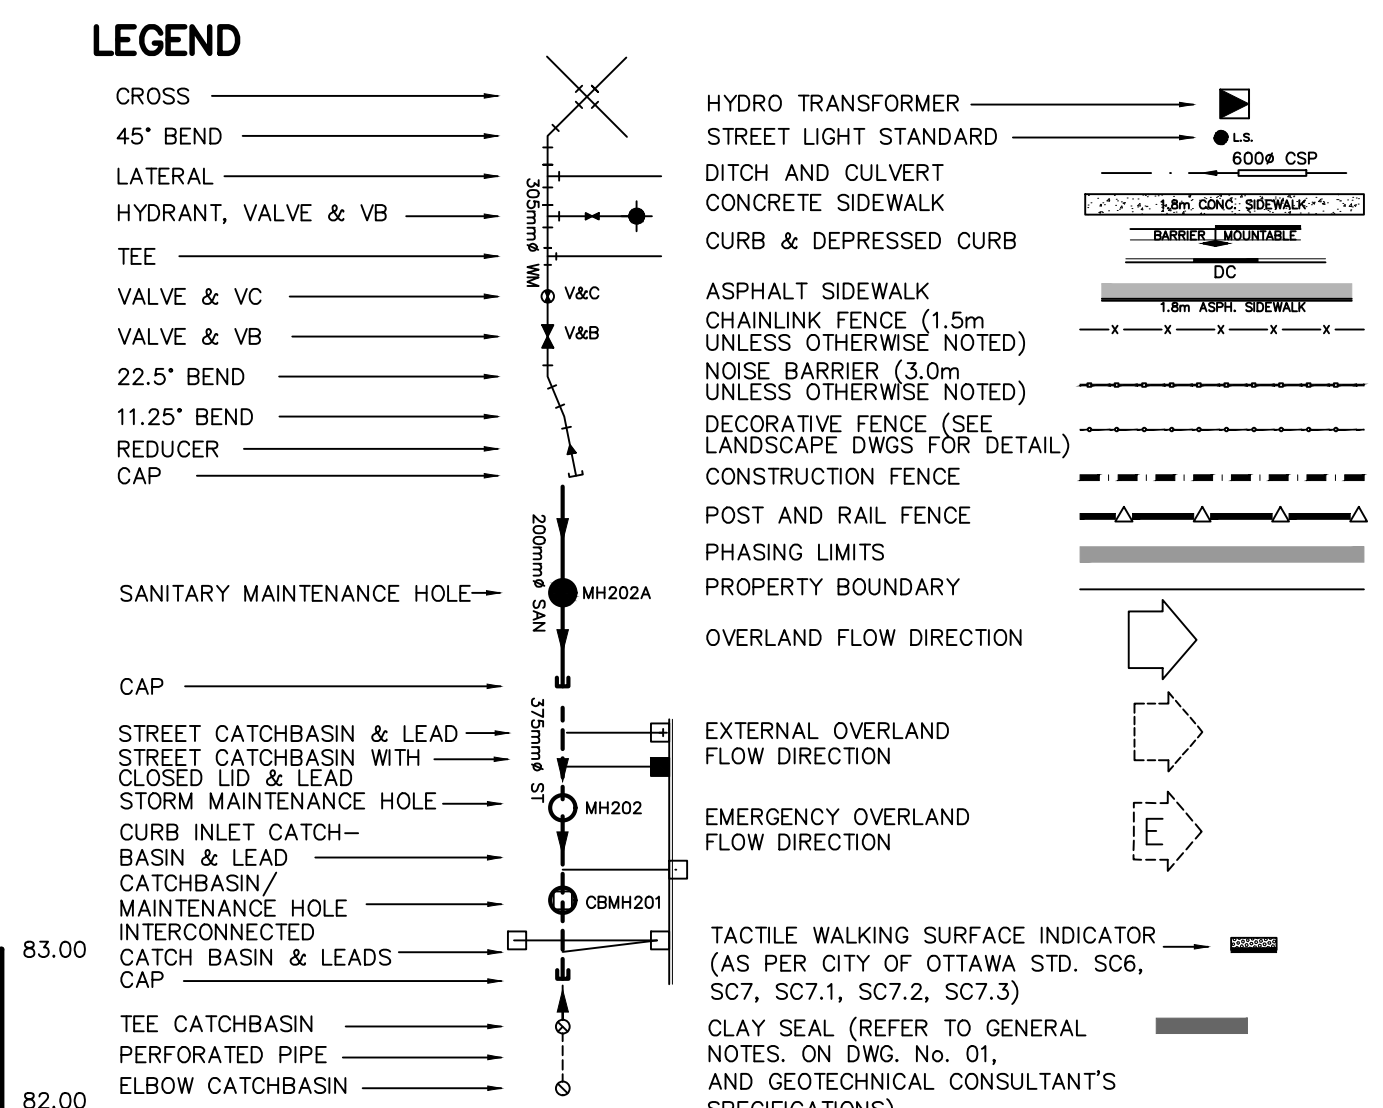 LEGEND
CROSS
45° BEND
LATERAL
HYDRANT, VALVE & VB
TEE
VALVE & VC
VALVE & VB
22.5° BEND
11.25° BEND
REDUCER
CAP
SANITARY MAINTENANCE HOLE
CAP
STREET CATCHBASIN & LEAD
STREET CATCHBASIN WITH
CLOSED LID & LEAD
STORM MAINTENANCE HOLE
CURB INLET CATCH-
BASIN & LEAD
CATCHBASIN/
MAINTENANCE HOLE
INTERCONNECTED
CATCH BASIN & LEADS
CAP
TEE CATCHBASIN
PERFORATED PIPE
ELBOW CATCHBASIN
83.00
82.00
305mmø WM
V&C
V&B
200mmø SAN
MH202A
375mmø ST
MH202
CBMH201
HYDRO TRANSFORMER
STREET LIGHT STANDARD
L.S.
DITCH AND CULVERT
600ø CSP
CONCRETE SIDEWALK
1.8m CONC. SIDEWALK
CURB & DEPRESSED CURB
BARRIER MOUNTABLE
DC
ASPHALT SIDEWALK
1.8m ASPH. SIDEWALK
CHAINLINK FENCE (1.5m
UNLESS OTHERWISE NOTED)
x x x x x
NOISE BARRIER (3.0m
UNLESS OTHERWISE NOTED)
DECORATIVE FENCE (SEE
LANDSCAPE DWGS FOR DETAIL)
CONSTRUCTION FENCE
POST AND RAIL FENCE
PHASING LIMITS
PROPERTY BOUNDARY
OVERLAND FLOW DIRECTION
EXTERNAL OVERLAND
FLOW DIRECTION
EMERGENCY OVERLAND
FLOW DIRECTION
E
TACTILE WALKING SURFACE INDICATOR
(AS PER CITY OF OTTAWA STD. SC6,
SC7, SC7.1, SC7.2, SC7.3)
CLAY SEAL (REFER TO GENERAL
NOTES. ON DWG. No. 01,
AND GEOTECHNICAL CONSULTANT'S
SPECIFICATIONS)